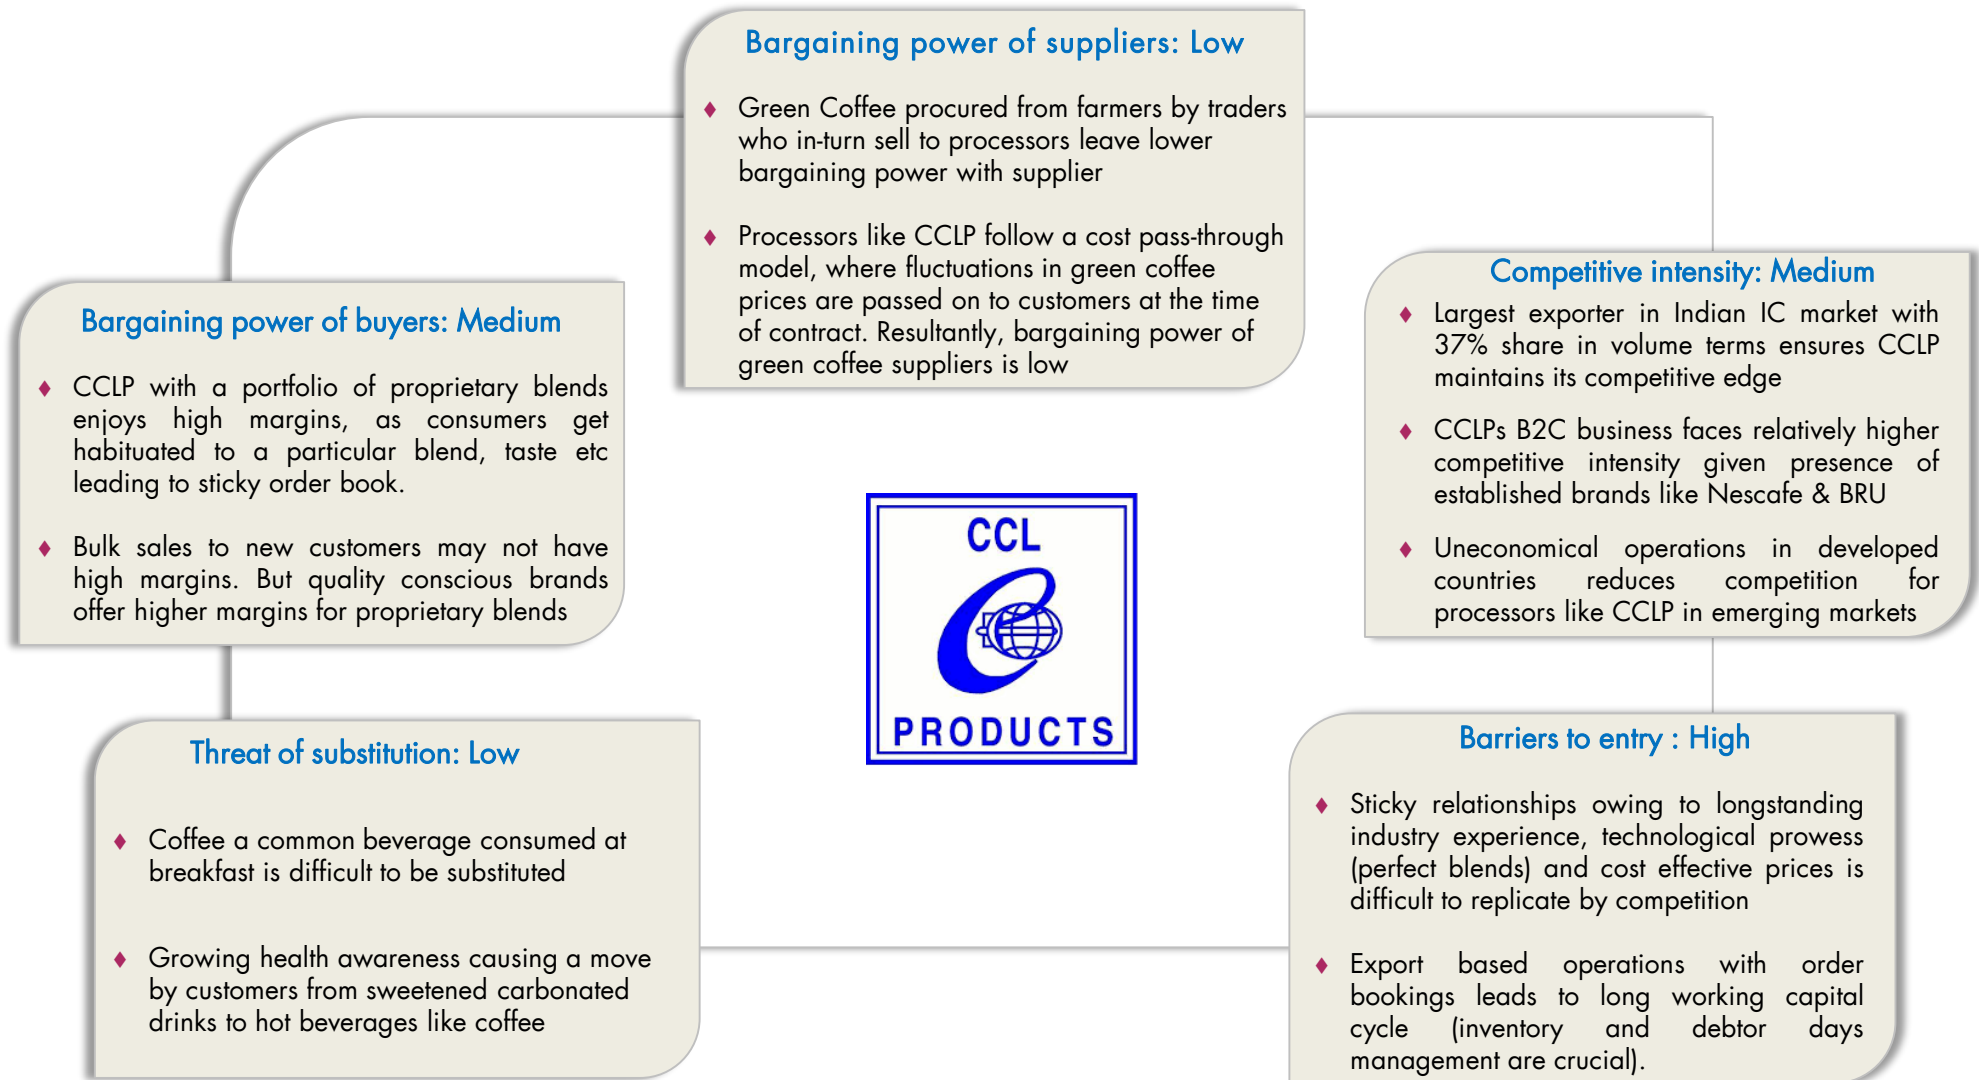 Bargaining power of suppliers: Low
♦ Green Coffee procured from farmers by traders
who in-turn sell to processors leave lower
bargaining power with supplier
♦ Processors like CCLP follow a cost pass-through
model, where fluctuations in green coffee
prices are passed on to customers at the time
of contract. Resultantly, bargaining power of
green coffee suppliers is low
Bargaining power of buyers: Medium
♦ CCLP with a portfolio of proprietary blends
enjoys high margins, as consumers get
habituated to a particular blend, taste etc
leading to sticky order book.
♦ Bulk sales to new customers may not have
high margins. But quality conscious brands
offer higher margins for proprietary blends
Competitive intensity: Medium
♦ Largest exporter in Indian IC market with
37% share in volume terms ensures CCLP
maintains its competitive edge
♦ CCLPs B2C business faces relatively higher
competitive intensity given presence of
established brands like Nescafe & BRU
♦ Uneconomical operations in developed
countries reduces competition for
processors like CCLP in emerging markets
CCL
PRODUCTS
Threat of substitution: Low
♦ Coffee a common beverage consumed at
breakfast is difficult to be substituted
♦ Growing health awareness causing a move
by customers from sweetened carbonated
drinks to hot beverages like coffee
Barriers to entry : High
♦ Sticky relationships owing to longstanding
industry experience, technological prowess
(perfect blends) and cost effective prices is
difficult to replicate by competition
♦ Export based operations with order
bookings leads to long working capital
cycle (inventory and debtor days
management are crucial).